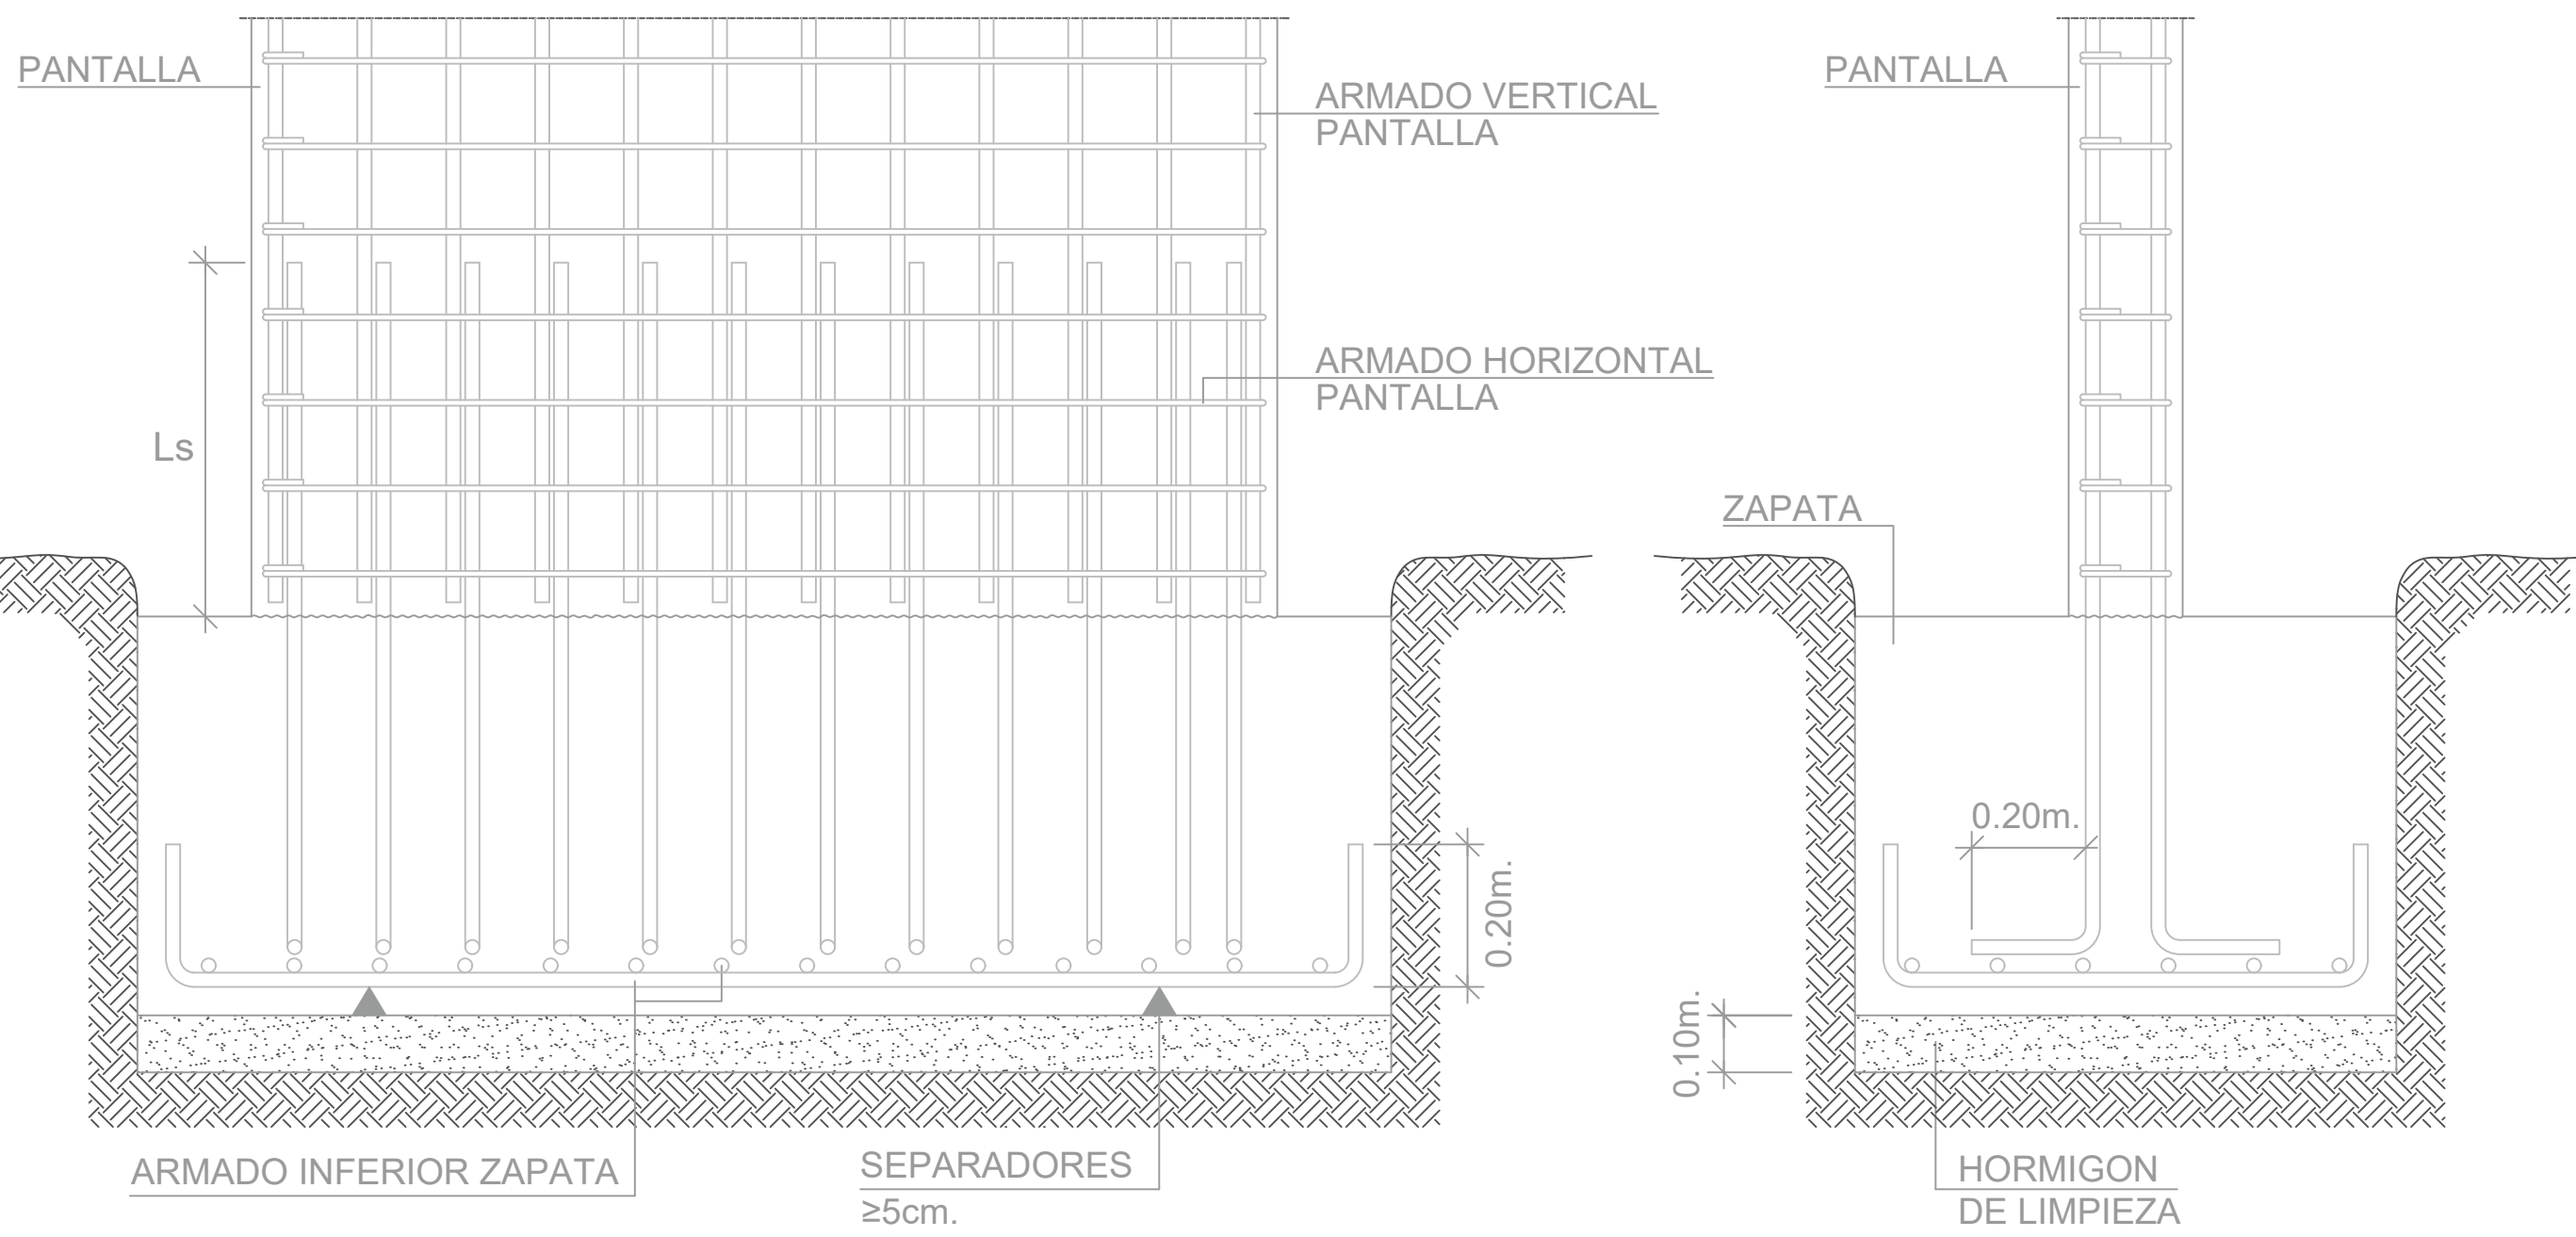 PANTALLA
ARMADO VERTICAL
PANTALLA
PANTALLA
ARMADO HORIZONTAL
PANTALLA
Ls
ZAPATA
0.20m.
0.20m.
0.10m.
ARMADO INFERIOR ZAPATA
SEPARADORES
≥5cm.
HORMIGON
DE LIMPIEZA